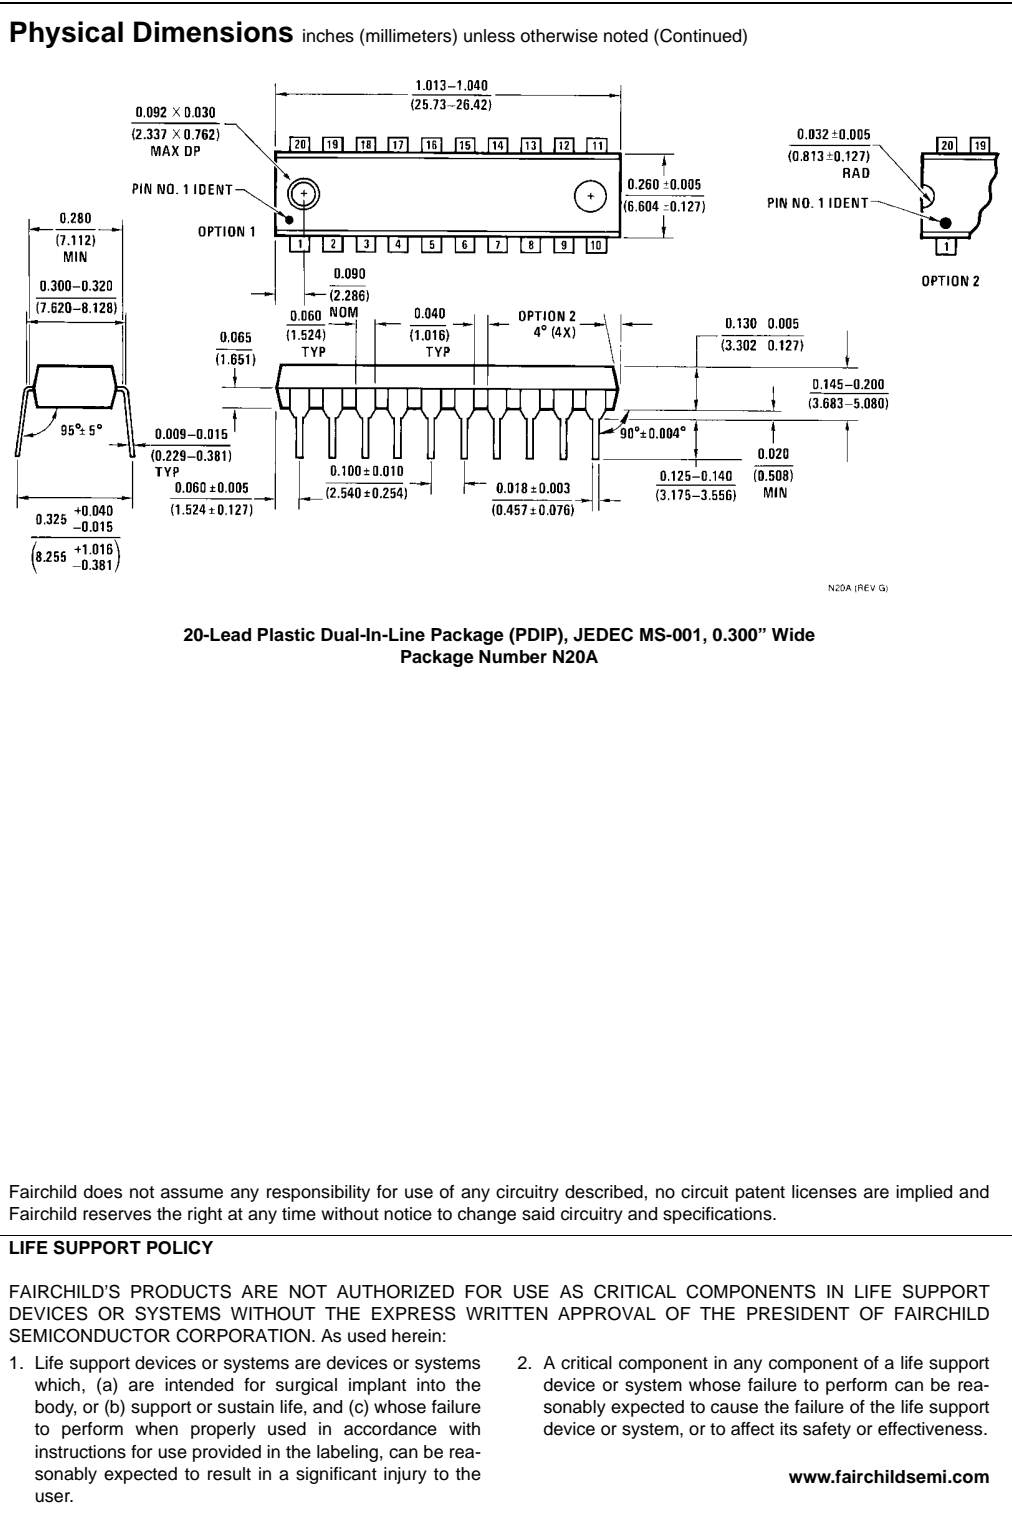 Physical Dimensions inches (millimeters) unless otherwise noted (Continued)
1.013–1.040
(25.73–26.42)
0.092 × 0.030
(2.337 × 0.762)
MAX DP
20 19 18 17 16 15 14 13 12 11
0.032 ±0.005
(0.813 ±0.127)
RAD
20 19
PIN NO. 1 IDENT
0.260 ±0.005
(6.604 ±0.127)
PIN NO. 1 IDENT
OPTION 1
1 2 3 4 5 6 7 8 9 10
1
OPTION 2
0.280
(7.112)
MIN
0.090
(2.286)
NOM
0.300–0.320
(7.620–8.128)
0.060
(1.524)
TYP
0.040
(1.016)
TYP
OPTION 2
4° (4X)
0.130 0.005
(3.302 0.127)
0.065
(1.651)
0.145–0.200
(3.683–5.080)
95°± 5°
90°±0.004°
0.009–0.015
(0.229–0.381)
TYP
0.100 ±0.010
(2.540 ±0.254)
0.020
(0.508)
MIN
0.125–0.140
(3.175–3.556)
0.060 ±0.005
(1.524 ±0.127)
0.018 ±0.003
(0.457 ±0.076)
0.325 +0.040
–0.015
(8.255 +1.016
–0.381)
N20A (REV G)
20-Lead Plastic Dual-In-Line Package (PDIP), JEDEC MS-001, 0.300” Wide
Package Number N20A
Fairchild does not assume any responsibility for use of any circuitry described, no circuit patent licenses are implied and
Fairchild reserves the right at any time without notice to change said circuitry and specifications.
LIFE SUPPORT POLICY
FAIRCHILD’S PRODUCTS ARE NOT AUTHORIZED FOR USE AS CRITICAL COMPONENTS IN LIFE SUPPORT
DEVICES OR SYSTEMS WITHOUT THE EXPRESS WRITTEN APPROVAL OF THE PRESIDENT OF FAIRCHILD
SEMICONDUCTOR CORPORATION. As used herein:
1. Life support devices or systems are devices or systems
which, (a) are intended for surgical implant into the
body, or (b) support or sustain life, and (c) whose failure
to perform when properly used in accordance with
instructions for use provided in the labeling, can be rea-
sonably expected to result in a significant injury to the
user.
2. A critical component in any component of a life support
device or system whose failure to perform can be rea-
sonably expected to cause the failure of the life support
device or system, or to affect its safety or effectiveness.
www.fairchildsemi.com